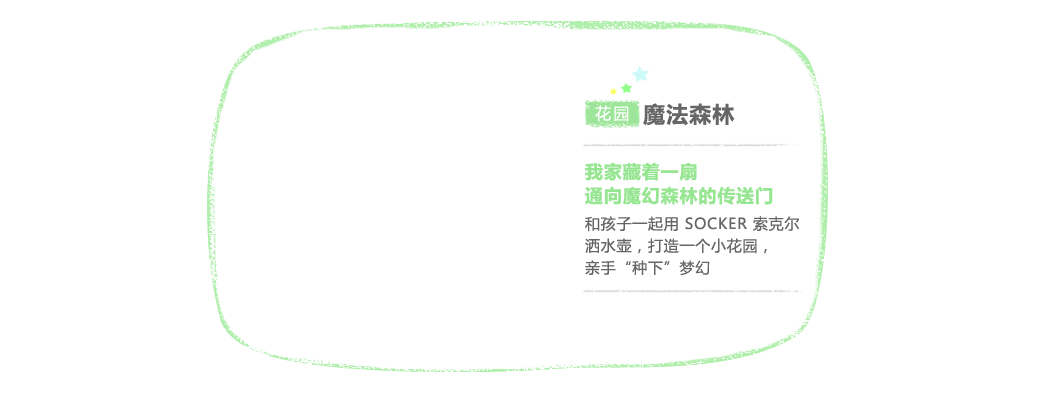 花园 魔法森林
我家藏着一扇
通向魔幻森林的传送门
和孩子一起用 SOCKER 索克尔
洒水壶，打造一个小花园，
亲手“种下”梦幻